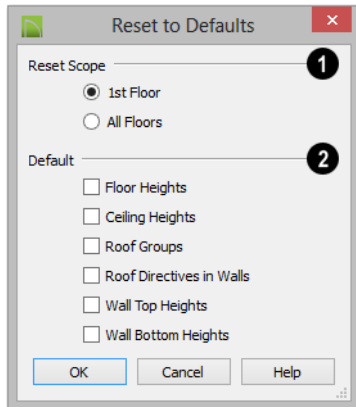 Reset to Defaults
Reset Scope 1
1st Floor
All Floors
Default 2
Floor Heights
Ceiling Heights
Roof Groups
Roof Directives in Walls
Wall Top Heights
Wall Bottom Heights
OK Cancel Help